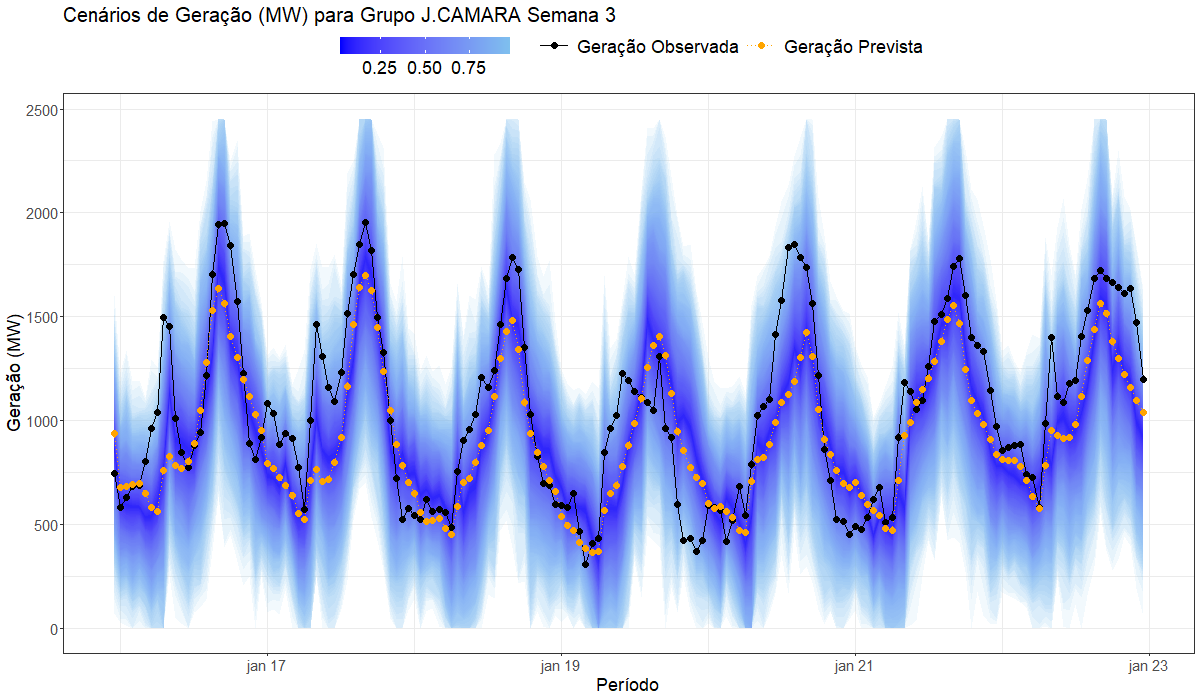 Cenários de Geração (MW) para Grupo J.CAMARA Semana 3
Geração Observada Geração Prevista
0.25 0.50 0.75
2500
2000
1500
1000
500
0
Geração (MW)
jan 17 jan 19 jan 21 jan 23
Período